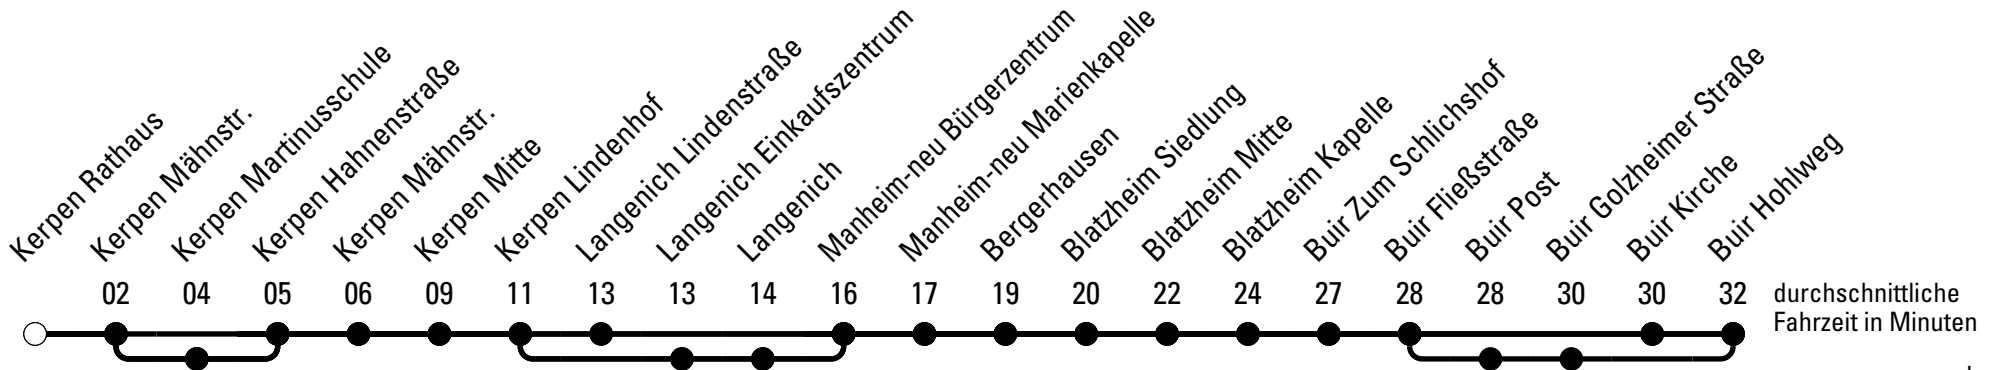 Kerpen Rathaus
Kerpen Mähnstr.
Kerpen Martinusschule
Kerpen Hahnenstraße
Kerpen Mähnstr.
Kerpen Mitte
Kerpen Lindenhof
Langenich Lindenstraße
Langenich Einkaufszentrum
Langenich
Manheim-neu Bürgerzentrum
Manheim-neu Marienkapelle
Bergerhausen
Blatzheim Siedlung
Blatzheim Mitte
Blatzheim Kapelle
Buir Zum Schlichshof
Buir Fließstraße
Buir Post
Buir Golzheimer Straße
Buir Kirche
Buir Hohlweg
02 04 05 06 09 11 13 13 14 16 17 19 20 22 24 27 28 28 30 30 32
durchschnittliche
Fahrzeit in Minuten